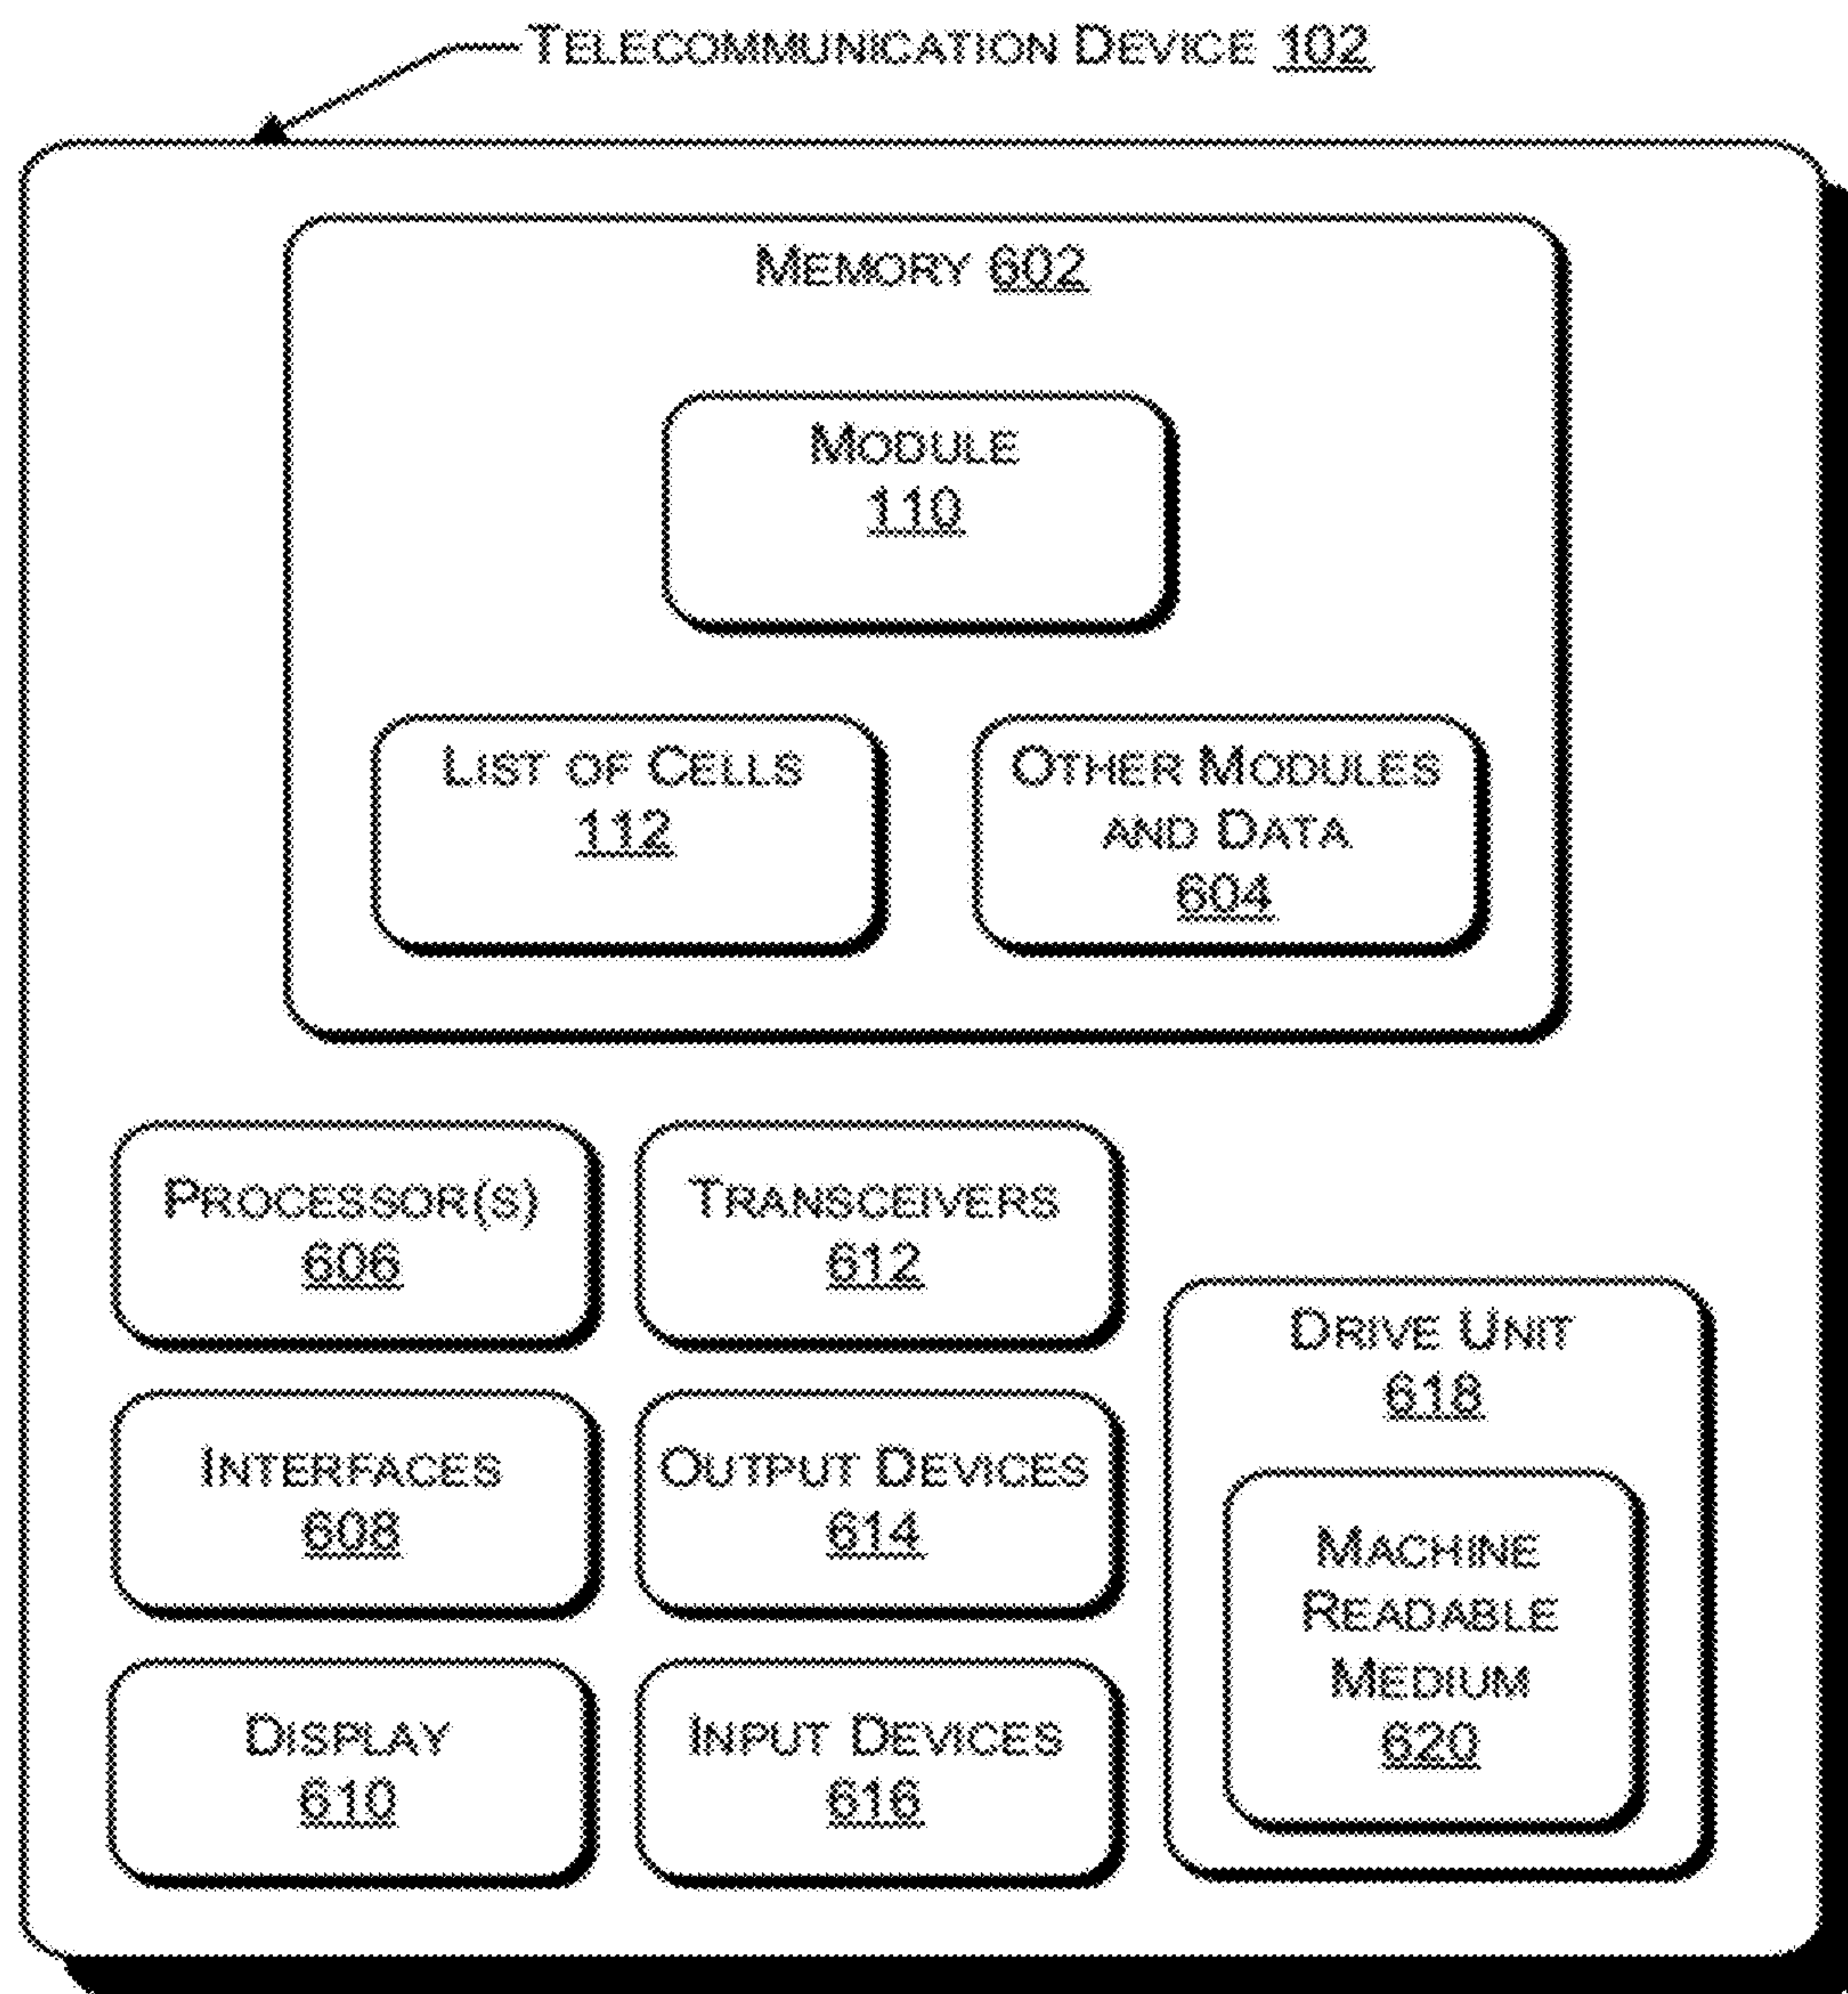 TELECOMMUNICATION DEVICE 102
MEMORY 602
MODULE
110
LIST OF CELLS
112
OTHER MODULES
AND DATA
604
PROCESSOR(S)
606
TRANSCEIVERS
612
INTERFACES
608
OUTPUT DEVICES
614
DISPLAY
610
INPUT DEVICES
616
DRIVE UNIT
618
MACHINE
READABLE
MEDIUM
620